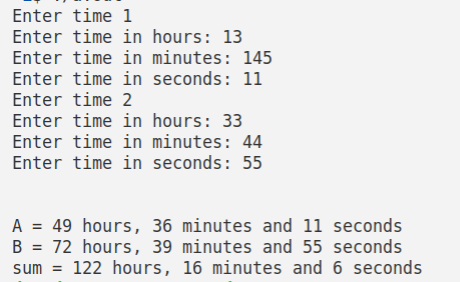 Enter time 1
Enter time in hours: 13
Enter time in minutes: 145
Enter time in seconds: 11
Enter time 2
Enter time in hours: 33
Enter time in minutes: 44
Enter time in seconds: 55
A = 49 hours, 36 minutes and 11 seconds
B = 72 hours, 39 minutes and 55 seconds
sum = 122 hours, 16 minutes and 6 seconds